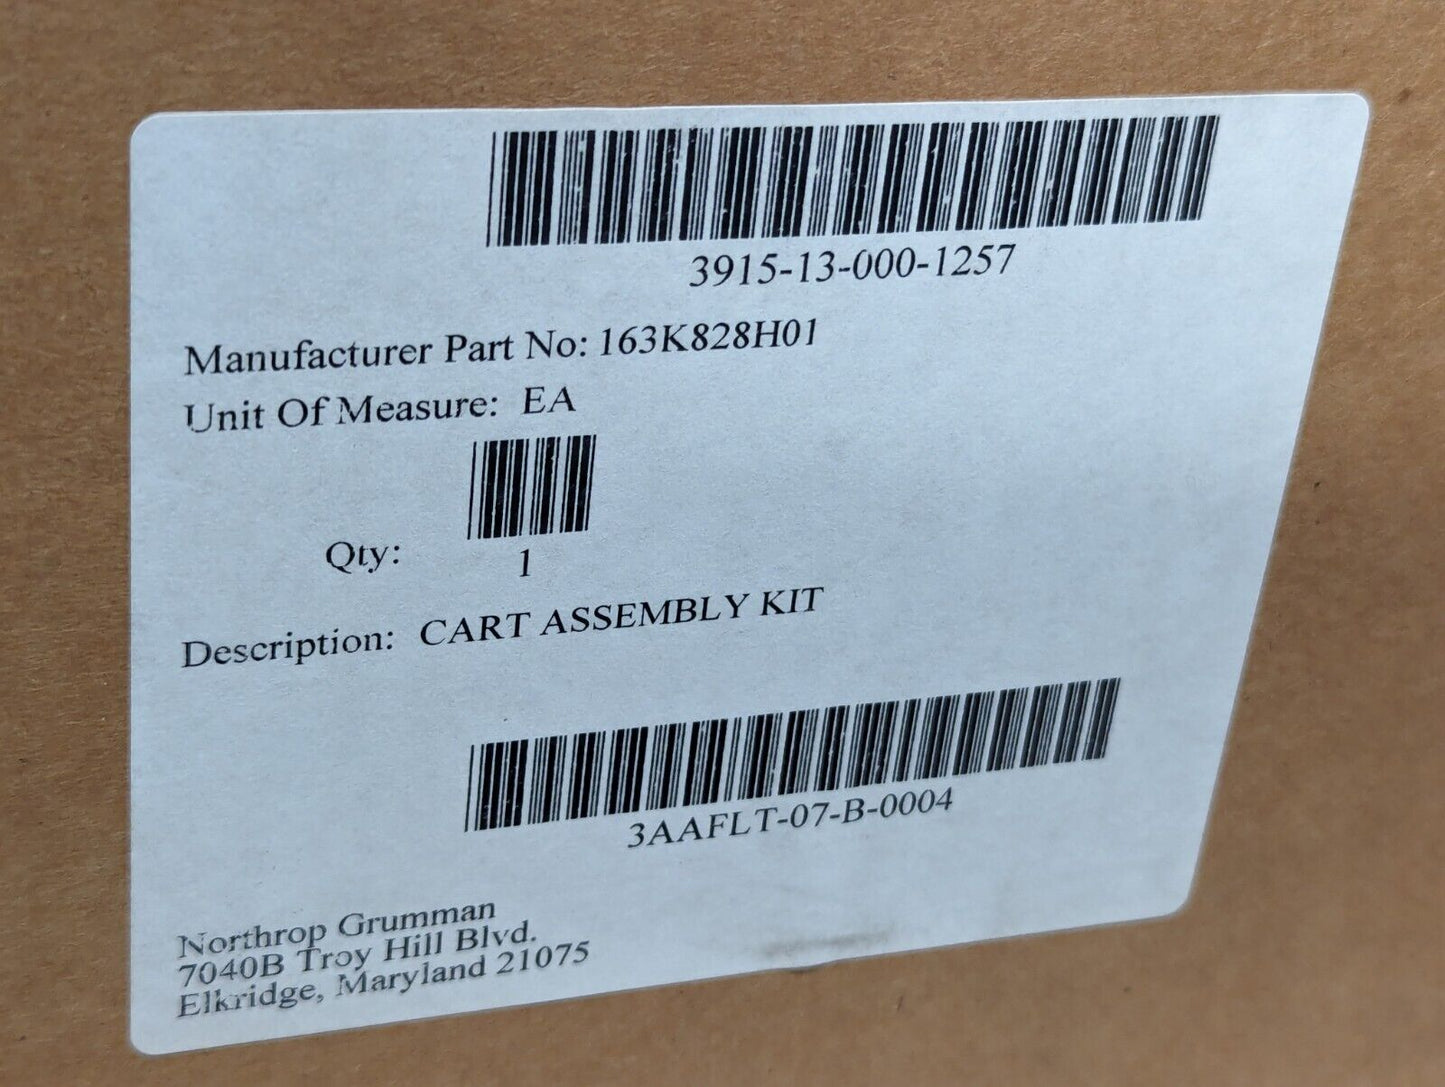 3915-13-000-1257
Manufacturer Part No: 163K828H01
Unit Of Measure: EA
Qty: 1
Description: CART ASSEMBLY KIT
3AAFLT-07-B-0004
Northrop Grumman
7040B Troy Hill Blvd.
Elkridge, Maryland 21075